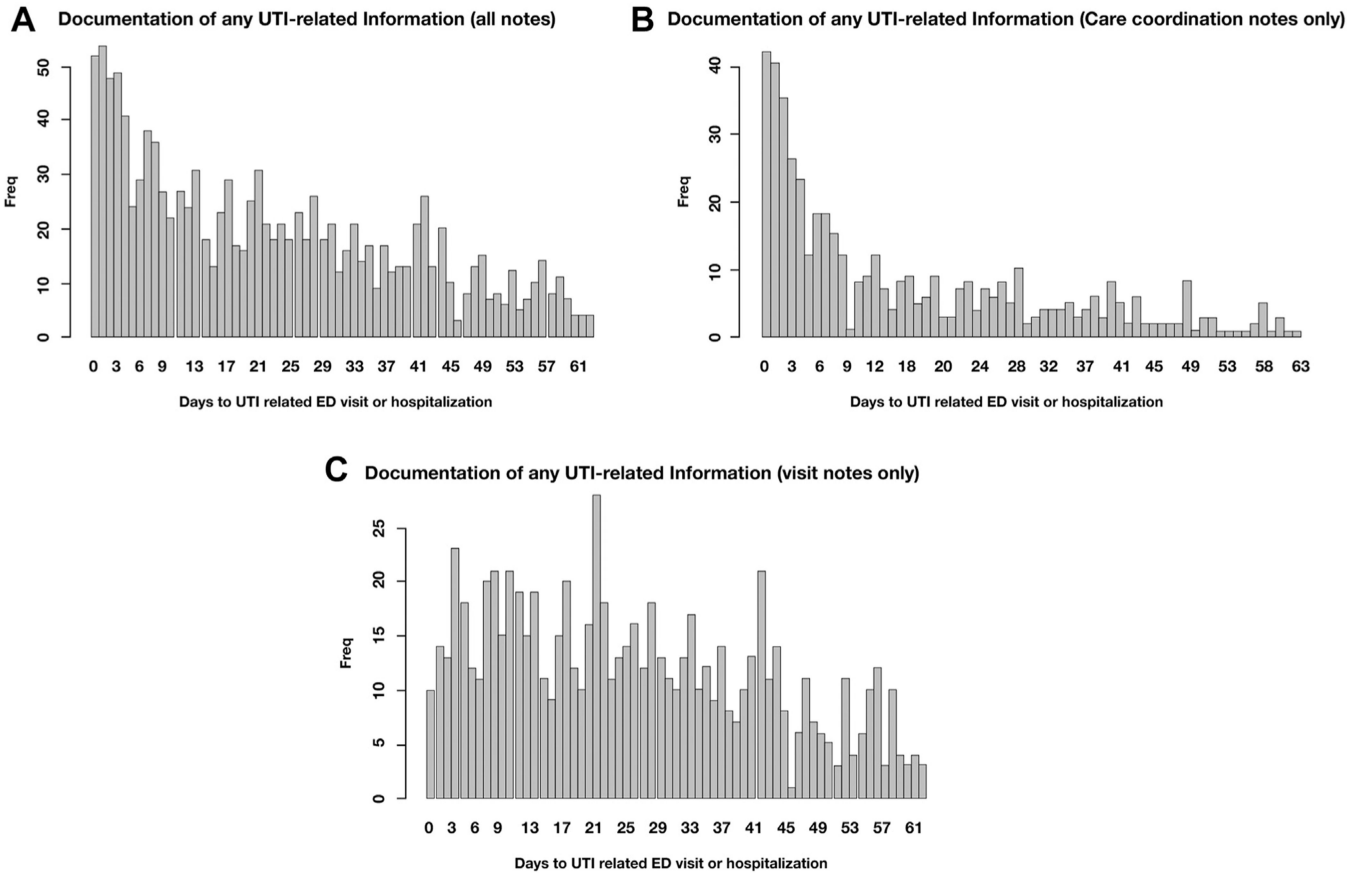 A Documentation of any UTI-related Information (all notes)
Freq
50
40
30
20
10
0
0 3 6 9 13 17 21 25 29 33 37 41 45 49 53 57 61
Days to UTI related ED visit or hospitalization
B Documentation of any UTI-related Information (Care coordination notes only)
Freq
40
30
20
10
0
0 3 6 9 12 18 20 24 28 32 37 41 49 53 58 63
Days to UTI related ED visit or hospitalization
C Documentation of any UTI-related Information (visit notes only)
Freq
25
20
15
10
5
0
0 3 6 9 13 17 21 25 29 33 37 41 45 49 53 57 61
Days to UTI related ED visit or hospitalization